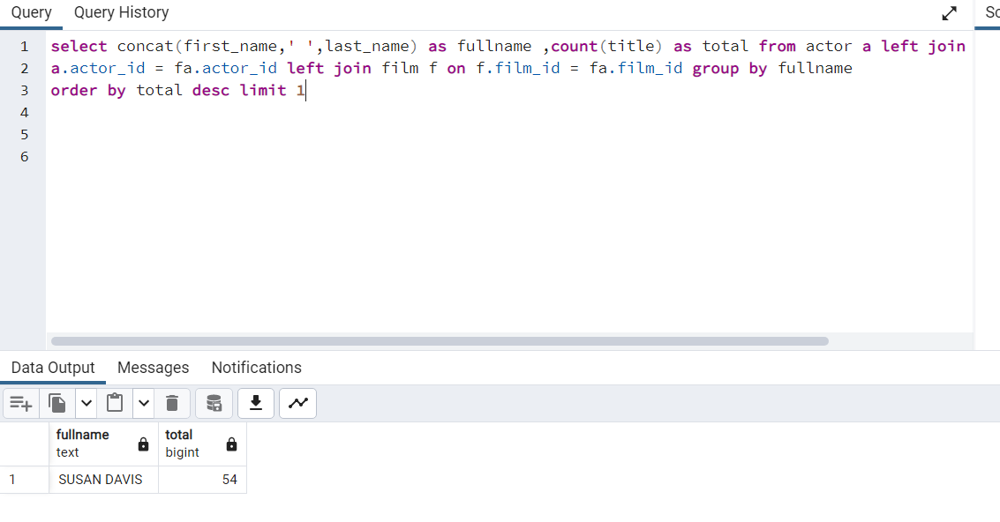 Query Query History Sc
1 select concat(first_name,' ',last_name) as fullname ,count(title) as total from actor a left join
2 a.actor_id = fa.actor_id left join film f on f.film_id = fa.film_id group by fullname
3 order by total desc limit 1
4
5
6
Data Output Messages Notifications
fullname total
text bigint
1 SUSAN DAVIS 54